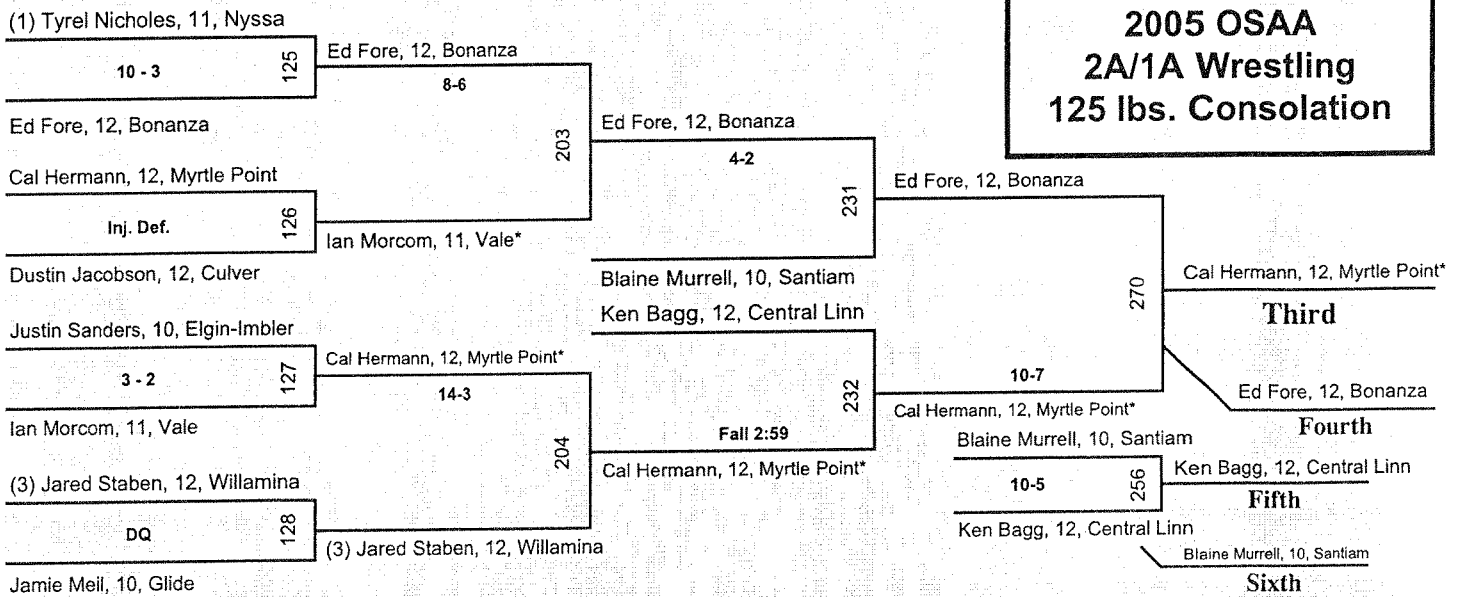 2005 OSAA
2A/1A Wrestling
125 lbs. Consolation
(1) Tyrel Nicholes, 11, Nyssa
10 - 3
125
Ed Fore, 12, Bonanza
Cal Hermann, 12, Myrtle Point
Inj. Def.
126
Dustin Jacobson, 12, Culver
Justin Sanders, 10, Elgin-Imbler
3 - 2
127
Ian Morcom, 11, Vale
(3) Jared Staben, 12, Willamina
DQ
128
Jamie Meil, 10, Glide
Ed Fore, 12, Bonanza
8-6
203
Ian Morcom, 11, Vale*
Cal Hermann, 12, Myrtle Point*
14-3
204
(3) Jared Staben, 12, Willamina
Ed Fore, 12, Bonanza
4-2
231
Blaine Murrell, 10, Santiam
Ken Bagg, 12, Central Linn
232
Fall 2:59
Cal Hermann, 12, Myrtle Point*
Ed Fore, 12, Bonanza
270
10-7
Cal Hermann, 12, Myrtle Point*
Cal Hermann, 12, Myrtle Point*
Third
Ed Fore, 12, Bonanza
Fourth
Blaine Murrell, 10, Santiam
10-5
256
Ken Bagg, 12, Central Linn
Ken Bagg, 12, Central Linn
Fifth
Blaine Murrell, 10, Santiam
Sixth